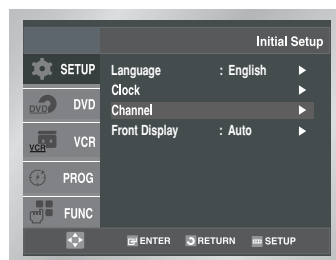 Initial Setup
SETUP
DVD DVD
VCR VCR
PROG
FUNC
Language : English
Clock
Channel
Front Display : Auto
ENTER RETURN SETUP